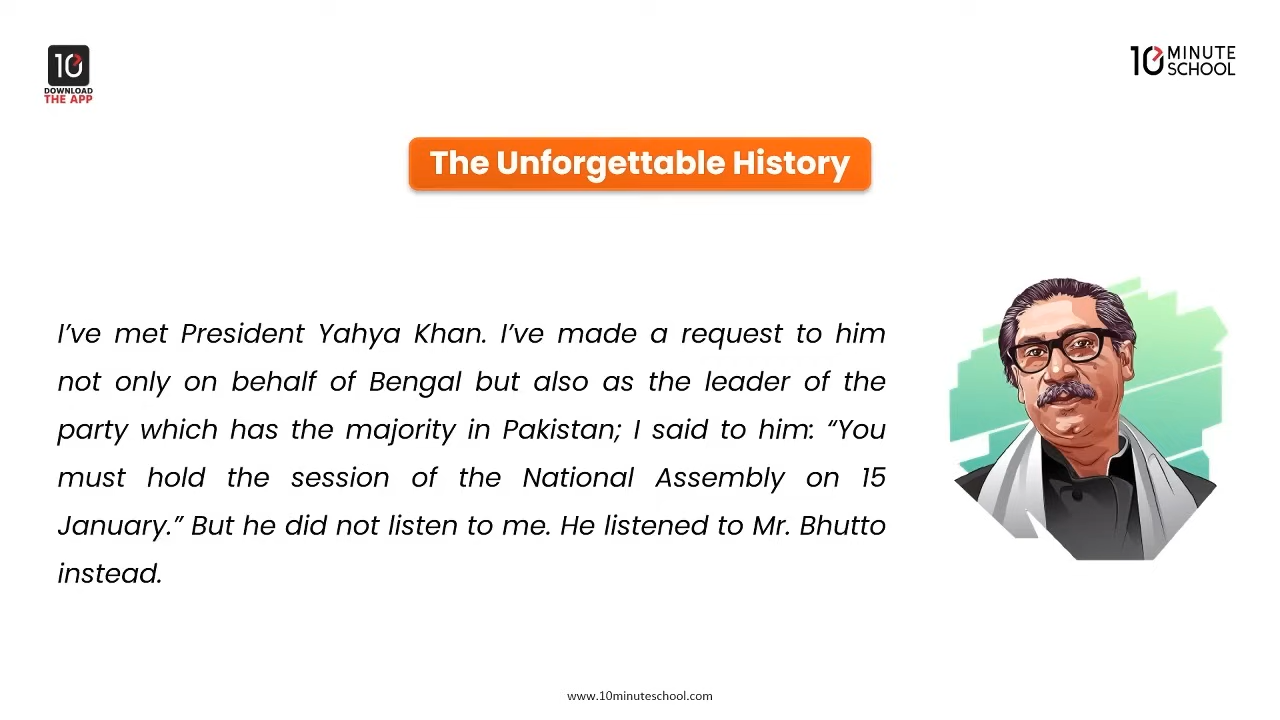 10
DOWNLOAD
THE APP
10 MINUTE
SCHOOL
The Unforgettable History
I’ve met President Yahya Khan. I’ve made a request to him
not only on behalf of Bengal but also as the leader of the
party which has the majority in Pakistan; I said to him: “You
must hold the session of the National Assembly on 15
January.” But he did not listen to me. He listened to Mr. Bhutto
instead.
www.10minuteschool.com